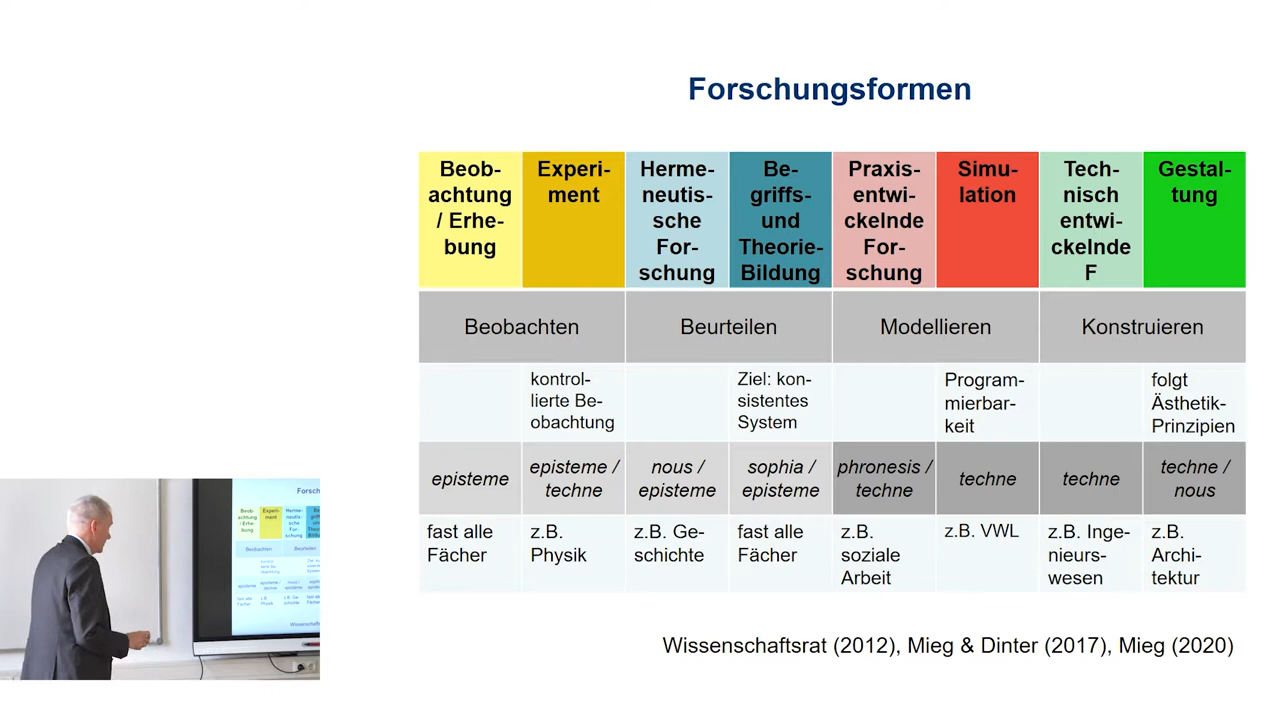 Forschungsformen
Beob-
achtung
/ Erhe-
bung
Experi-
ment
Herme-
neutis-
sche
For-
schung
Be-
griffs-
und
Theorie-
Bildung
Praxis-
entwi-
ckelnde
For-
schung
Simu-
lation
Tech-
nisch
entwi-
ckelnde
F
Gestal-
tung
Beobachten
Beurteilen
Modellieren
Konstruieren
kontrol-
lierte Be-
obachtung
Ziel: kon-
sistentes
System
Program-
mierbar-
keit
folgt
Ästhetik-
Prinzipien
episteme
episteme /
techne
nous /
episteme
sophia /
episteme
phronesis /
techne
techne
techne
techne /
nous
fast alle
Fächer
z.B.
Physik
z.B. Ge-
schichte
fast alle
Fächer
z.B.
soziale
Arbeit
z.B. VWL
z.B. Inge-
nieurs-
wesen
z.B.
Archi-
tektur
Wissenschaftsrat (2012), Mieg & Dinter (2017), Mieg (2020)